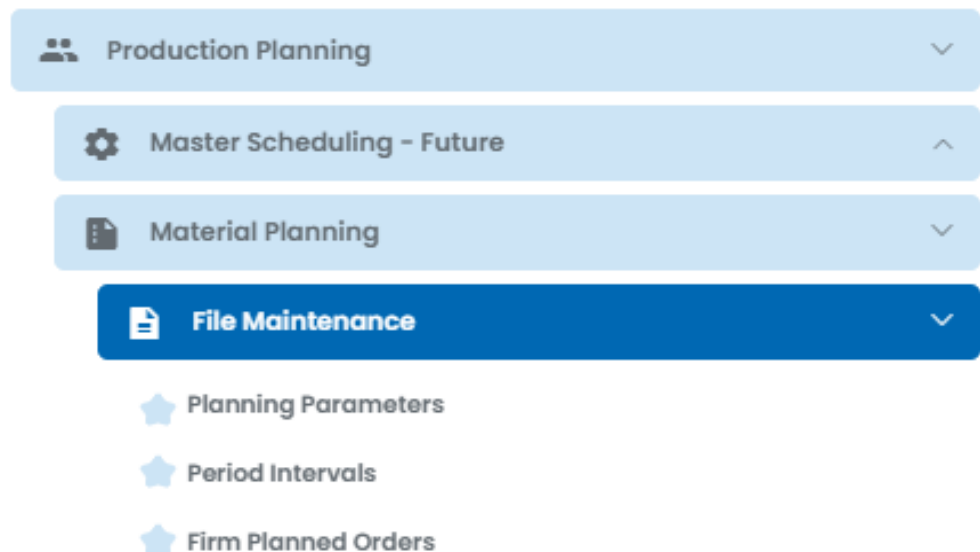 Production Planning
Master Scheduling - Future
Material Planning
File Maintenance
Planning Parameters
Period Intervals
Firm Planned Orders